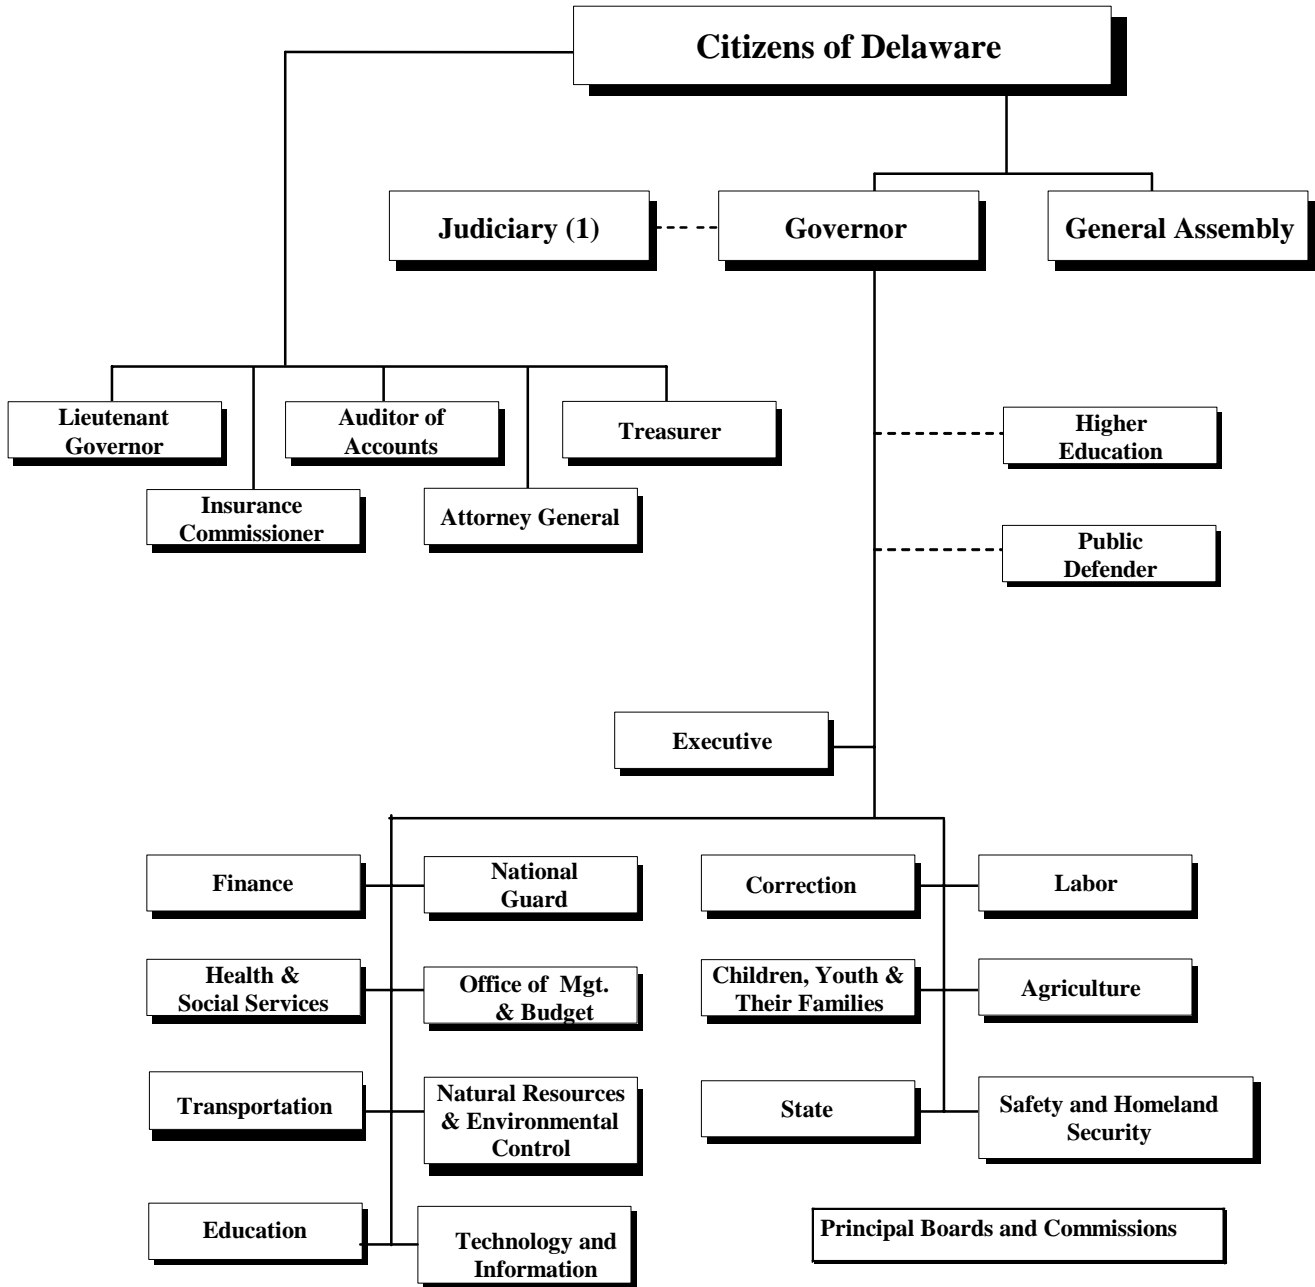 Citizens of Delaware
Judiciary (1)
Governor
General Assembly
Lieutenant
Governor
Auditor of
Accounts
Treasurer
Insurance
Commissioner
Attorney General
Higher
Education
Public
Defender
Executive
Finance
National
Guard
Correction
Labor
Health &
Social Services
Office of Mgt.
& Budget
Children, Youth &
Their Families
Agriculture
Transportation
Natural Resources
& Environmental
Control
State
Safety and Homeland
Security
Education
Technology and
Information
Principal Boards and Commissions